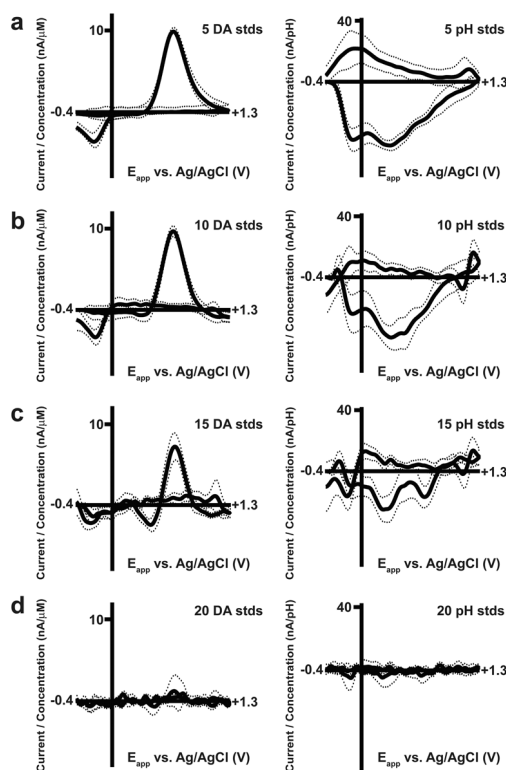 a
Current / Concentration (nA/μM)
10
5 DA stds
-0.4
+1.3
Eapp vs. Ag/AgCl (V)
Current / Concentration (nA/pH)
40
5 pH stds
-0.4
+1.3
Eapp vs. Ag/AgCl (V)
b
Current / Concentration (nA/μM)
10
10 DA stds
-0.4
+1.3
Eapp vs. Ag/AgCl (V)
Current / Concentration (nA/pH)
40
10 pH stds
-0.4
+1.3
Eapp vs. Ag/AgCl (V)
c
Current / Concentration (nA/μM)
10
15 DA stds
-0.4
+1.3
Eapp vs. Ag/AgCl (V)
Current / Concentration (nA/pH)
40
15 pH stds
-0.4
+1.3
Eapp vs. Ag/AgCl (V)
d
Current / Concentration (nA/μM)
10
20 DA stds
-0.4
+1.3
Eapp vs. Ag/AgCl (V)
Current / Concentration (nA/pH)
40
20 pH stds
-0.4
+1.3
Eapp vs. Ag/AgCl (V)